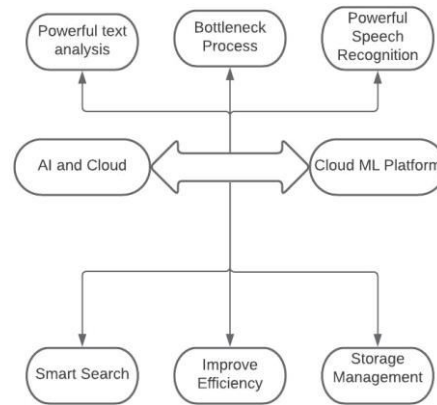 Powerful text
analysis
Bottleneck
Process
Powerful
Speech
Recognition
AI and Cloud
Cloud ML Platform
Smart Search
Improve
Efficiency
Storage
Management